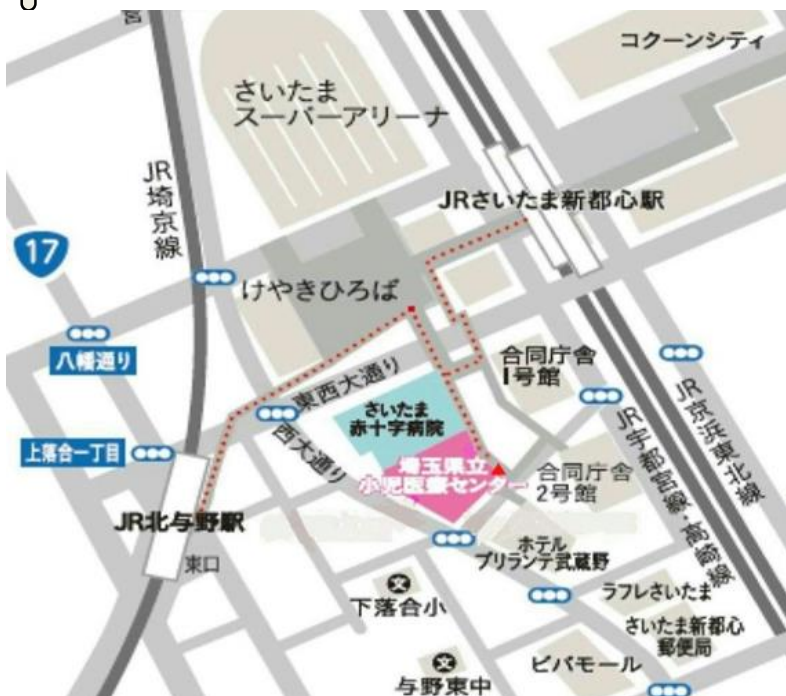 コクーンシティ
さいたま
スーパーアリーナ
JR埼京線
JRさいたま新都心駅
17
けやきひろば
八幡通り
東西大通り
合同庁舎
1号館
さいたま
赤十字病院
西大通り
上落合一丁目
埼玉県立
小児医療センター
合同庁舎
2号館
JR京浜東北線
JR宇都宮線・高崎線
JR北与野駅
東口
ホテル
ブリランテ武蔵野
文
下落合小
ラフレさいたま
さいたま新都心
郵便局
文
与野東中
ビバモール